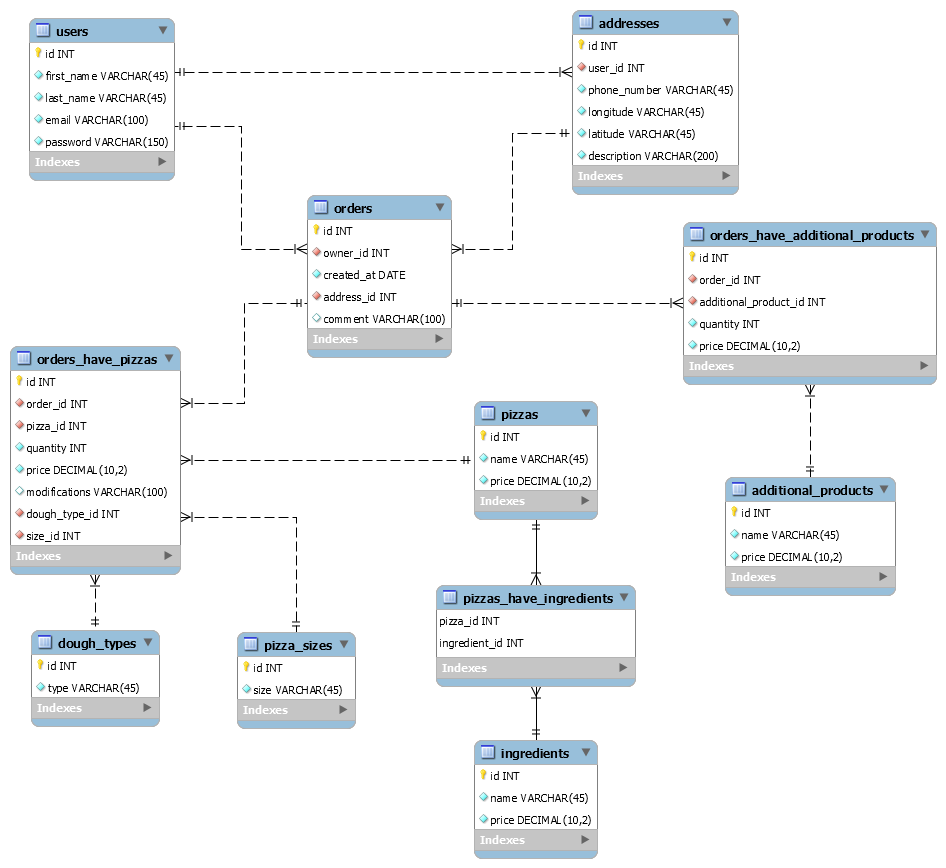 users
id INT
first_name VARCHAR(45)
last_name VARCHAR(45)
email VARCHAR(100)
password VARCHAR(150)
Indexes
addresses
id INT
user_id INT
phone_number VARCHAR(45)
longitude VARCHAR(45)
latitude VARCHAR(45)
description VARCHAR(200)
Indexes
orders
id INT
owner_id INT
created_at DATE
address_id INT
comment VARCHAR(100)
Indexes
orders_have_additional_products
id INT
order_id INT
additional_product_id INT
quantity INT
price DECIMAL(10,2)
Indexes
orders_have_pizzas
id INT
order_id INT
pizza_id INT
quantity INT
price DECIMAL(10,2)
modifications VARCHAR(100)
dough_type_id INT
size_id INT
Indexes
pizzas
id INT
name VARCHAR(45)
price DECIMAL(10,2)
Indexes
additional_products
id INT
name VARCHAR(45)
price DECIMAL(10,2)
Indexes
pizzas_have_ingredients
pizza_id INT
ingredient_id INT
Indexes
dough_types
id INT
type VARCHAR(45)
Indexes
pizza_sizes
id INT
size VARCHAR(45)
Indexes
ingredients
id INT
name VARCHAR(45)
price DECIMAL(10,2)
Indexes